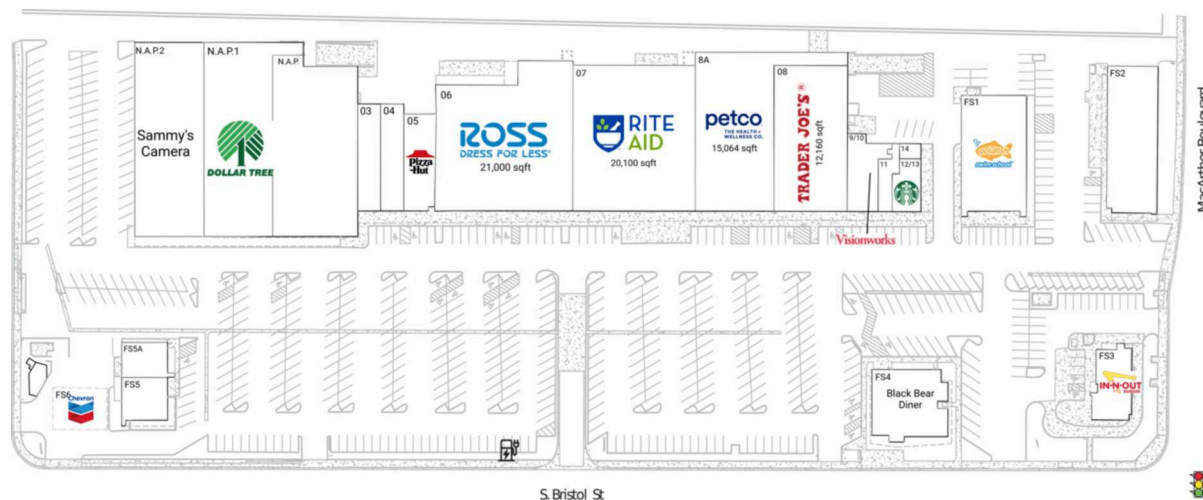 N.A.P.2
N.A.P.1
N.A.P.
Sammy's
Camera
DOLLAR TREE
03
04
05
Pizza
Hut
06
ROSS
DRESS FOR LESS
21,000 sqft
07
RITE
AID
20,100 sqft
8A
petco
THE HEALTH +
WELLNESS CO.
15,064 sqft
08
TRADER JOE'S®
12,160 sqft
9/10
11
14
12/13
Visionworks
FS1
swim school
FS2
MacArthur Boulevard
FS5A
FS5
FS6
Chevron
FS4
Black Bear
Diner
FS3
IN-N-OUT
BURGER
S. Bristol St